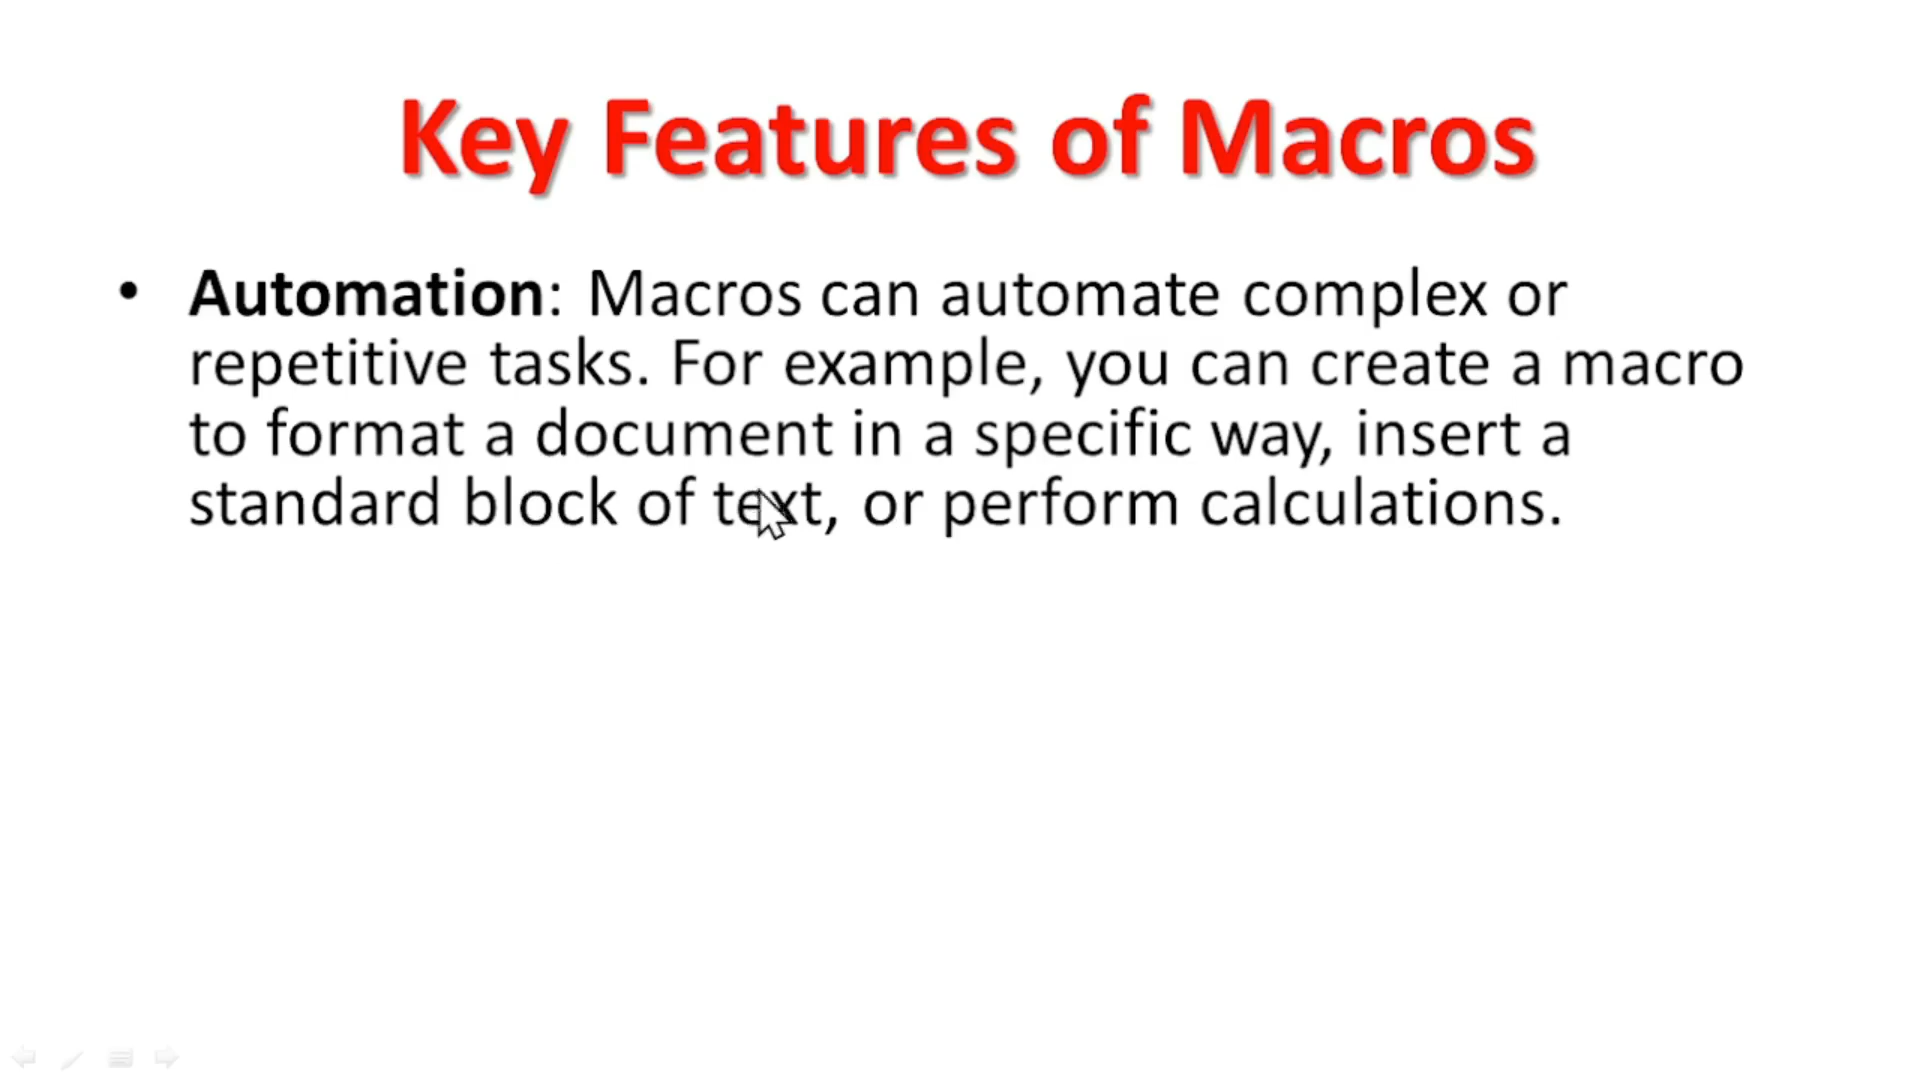 Key Features of Macros
• Automation: Macros can automate complex or
repetitive tasks. For example, you can create a macro
to format a document in a specific way, insert a
standard block of text, or perform calculations.